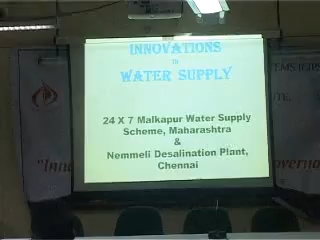 INNOVATIONS
IN
WATER SUPPLY
24 X 7 Malkapur Water Supply
Scheme, Maharashtra
&
Nemmeli Desalination Plant,
Chennai